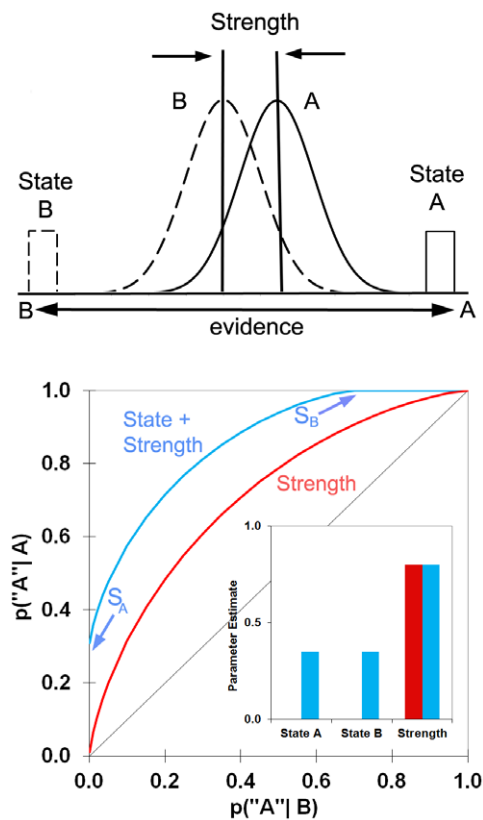 Strength
B
A
State
B
State
A
B
A
evidence
1.0
0.8
0.6
0.4
0.2
0.0
p("A"| A)
State +
Strength
S_B
Strength
S_A
1.0
0.5
0.0
Parameter Estimate
State A
State B
Strength
0.0
0.2
0.4
0.6
0.8
1.0
p("A"| B)